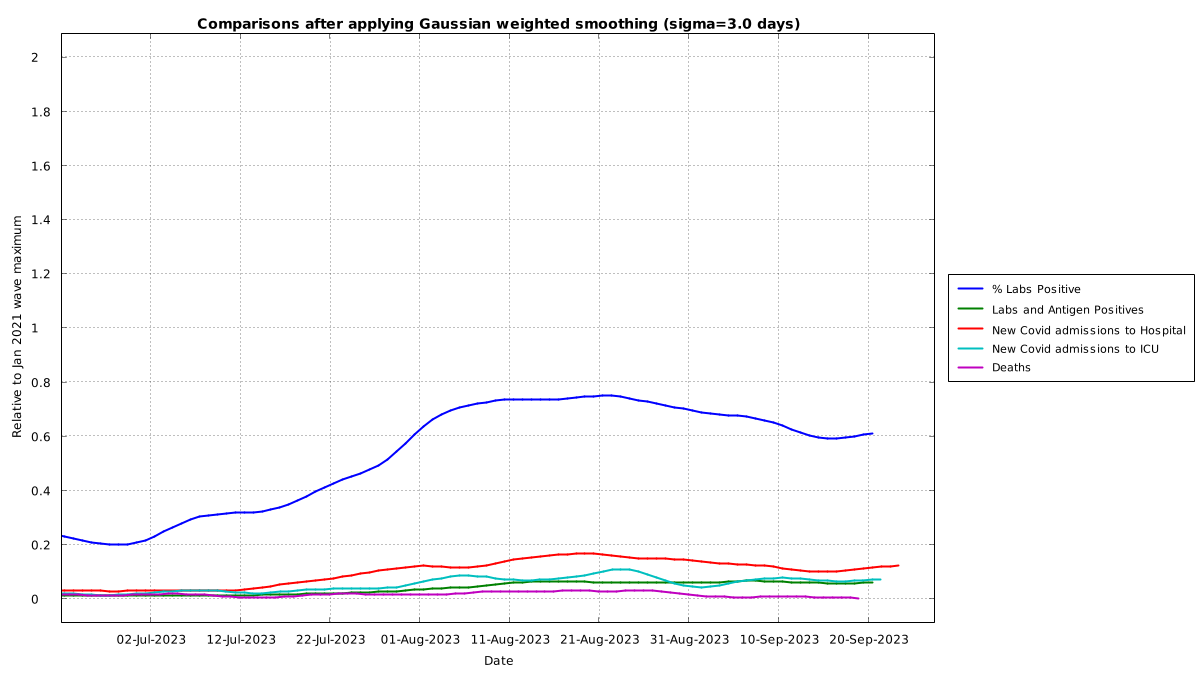 Comparisons after applying Gaussian weighted smoothing (sigma=3.0 days)
Relative to Jan 2021 wave maximum
2
1.8
1.6
1.4
1.2
1
0.8
0.6
0.4
0.2
0
02-Jul-2023 12-Jul-2023 22-Jul-2023 01-Aug-2023 11-Aug-2023 21-Aug-2023 31-Aug-2023 10-Sep-2023 20-Sep-2023
Date
% Labs Positive
Labs and Antigen Positives
New Covid admissions to Hospital
New Covid admissions to ICU
Deaths